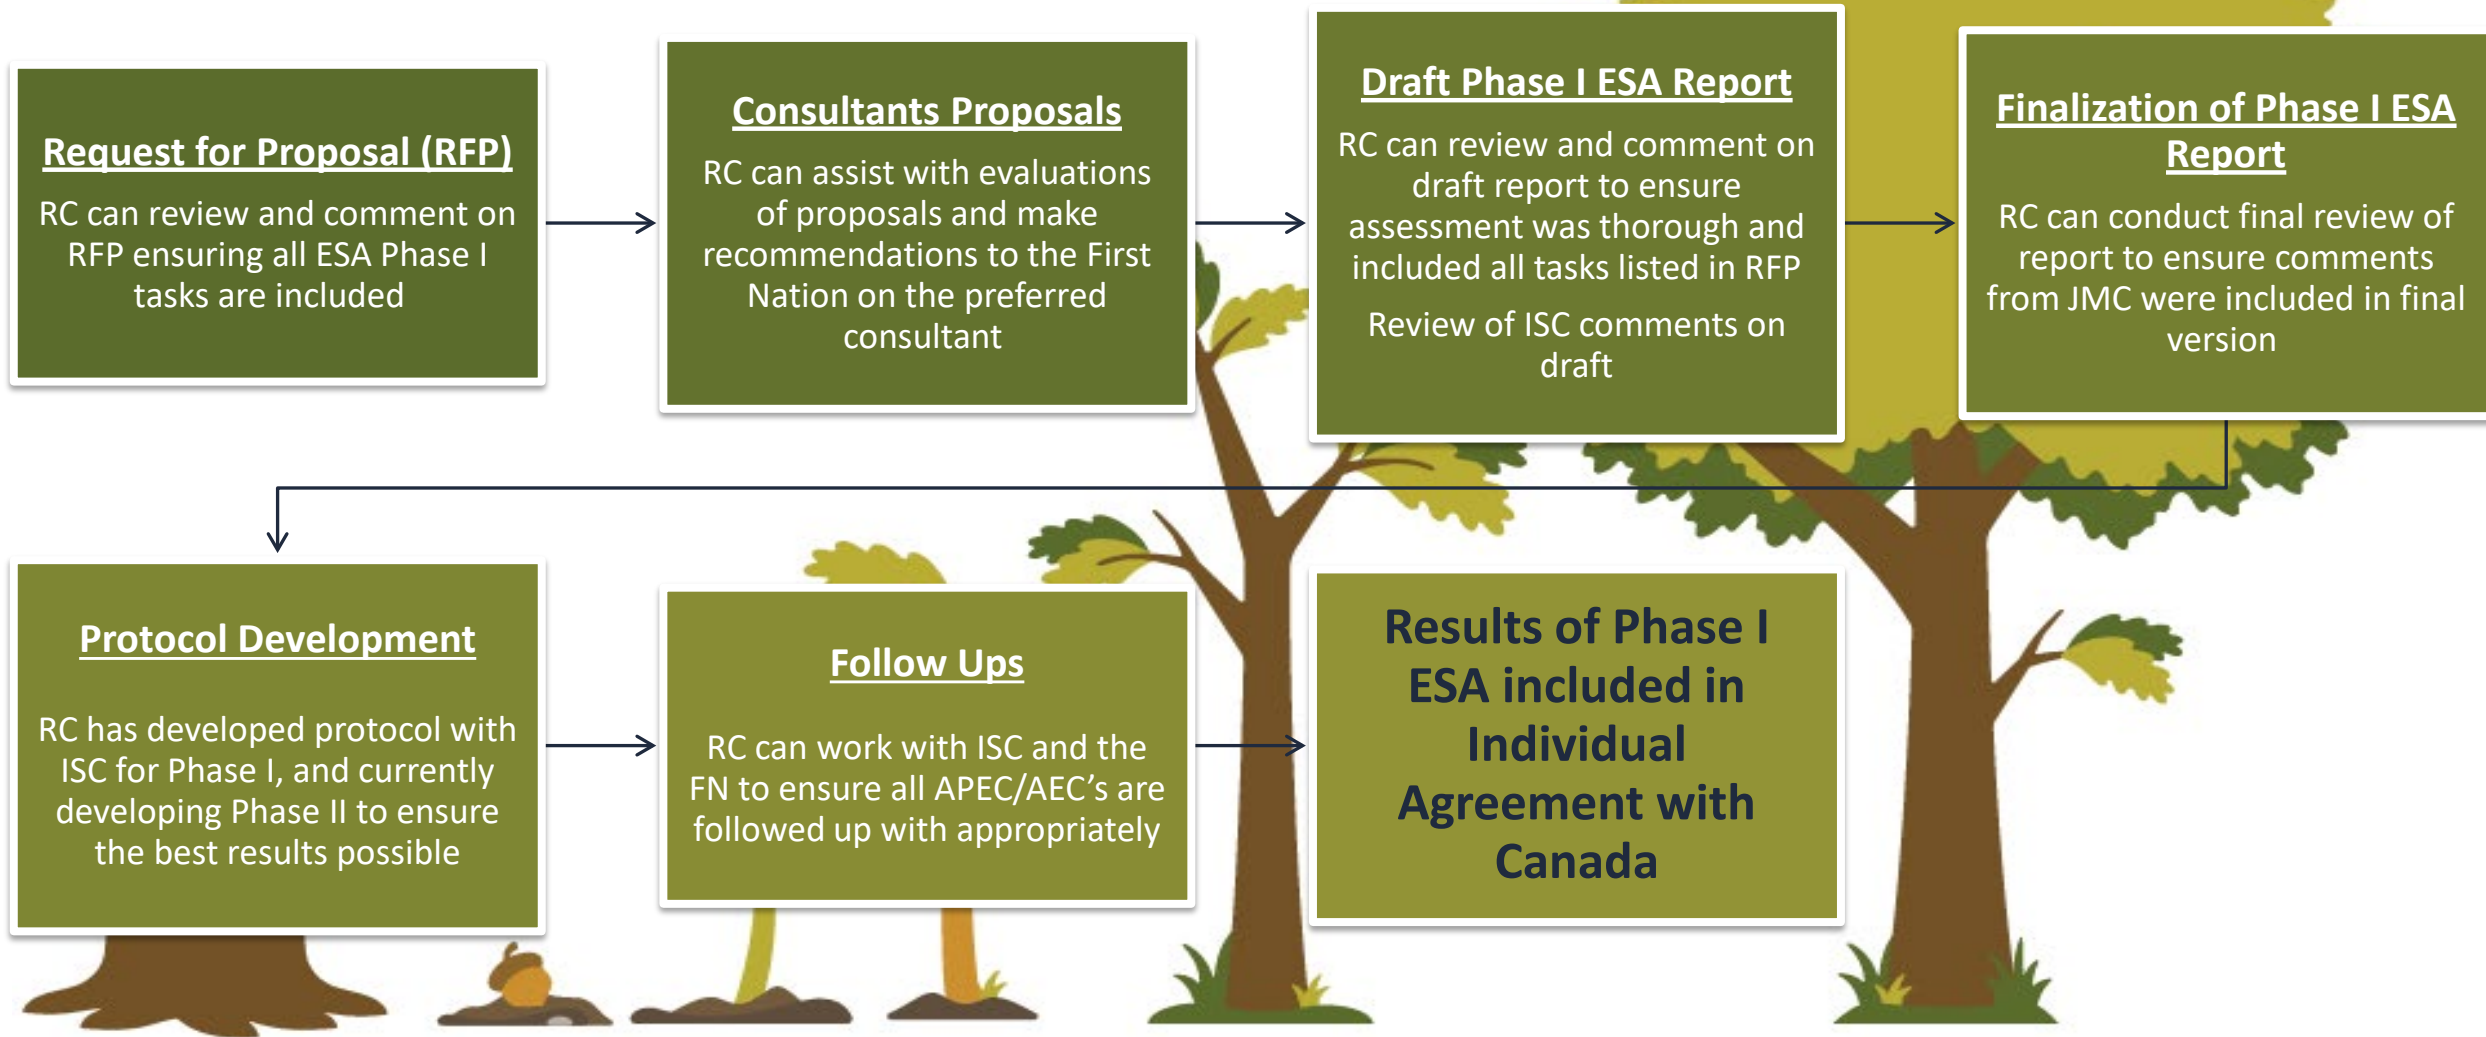 Request for Proposal (RFP)
RC can review and comment on
RFP ensuring all ESA Phase I
tasks are included
Consultants Proposals
RC can assist with evaluations
of proposals and make
recommendations to the First
Nation on the preferred
consultant
Draft Phase I ESA Report
RC can review and comment on
draft report to ensure
assessment was thorough and
included all tasks listed in RFP
Review of ISC comments on
draft
Finalization of Phase I ESA
Report
RC can conduct final review of
report to ensure comments
from JMC were included in final
version
Protocol Development
RC has developed protocol with
ISC for Phase I, and currently
developing Phase II to ensure
the best results possible
Follow Ups
RC can work with ISC and the
FN to ensure all APEC/AEC’s are
followed up with appropriately
Results of Phase I
ESA included in
Individual
Agreement with
Canada